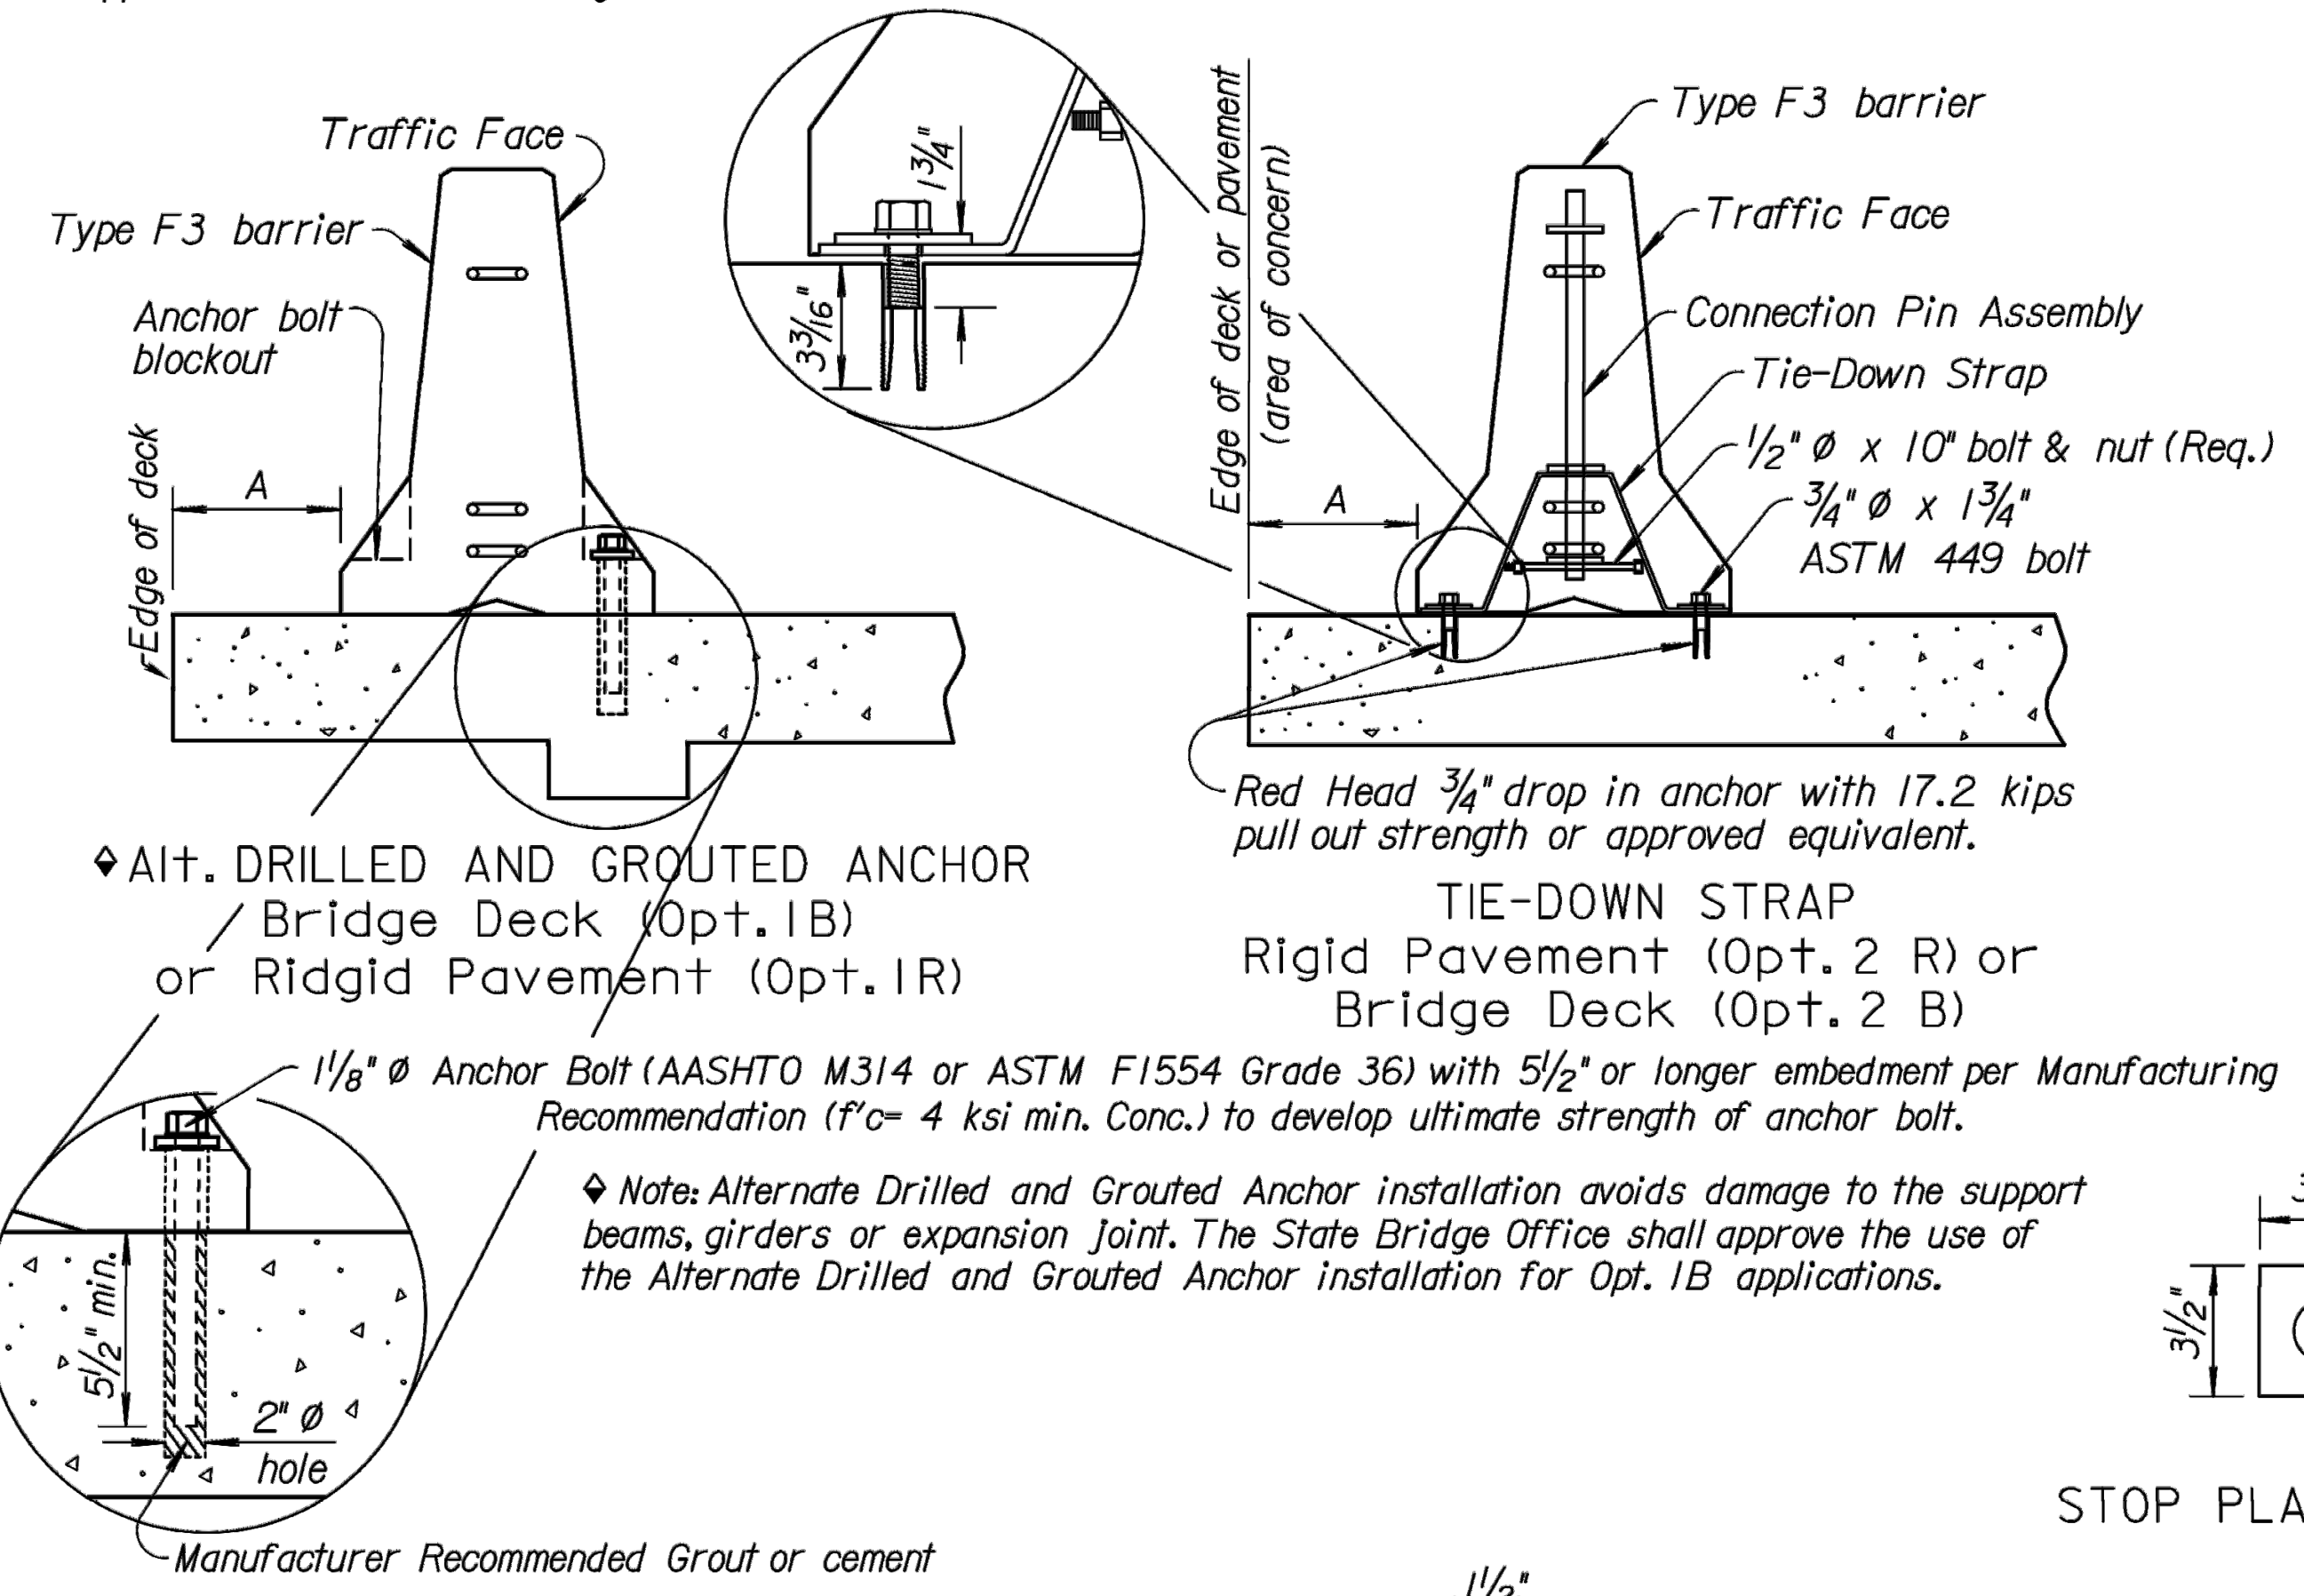 Traffic Face
Type F3 barrier
Anchor bolt
blockout
Edge of deck
A
1 3/4"
3 3/16"
Edge of deck or pavement
(area of concern)
A
Type F3 barrier
Traffic Face
Connection Pin Assembly
Tie-Down Strap
1/2" Ø x 10" bolt & nut (Req.)
3/4" Ø x 1 3/4"
ASTM 449 bolt
Red Head 3/4" drop in anchor with 17.2 kips
pull out strength or approved equivalent.
Alt. DRILLED AND GROUTED ANCHOR
Bridge Deck (Opt. 1B)
or Ridgid Pavement (Opt. 1R)
TIE-DOWN STRAP
Rigid Pavement (Opt. 2 R) or
Bridge Deck (Opt. 2 B)
1 1/8" Ø Anchor Bolt (AASHTO M314 or ASTM F1554 Grade 36) with 5 1/2" or longer embedment per Manufacturing
Recommendation (f'c= 4 ksi min. Conc.) to develop ultimate strength of anchor bolt.
Note: Alternate Drilled and Grouted Anchor installation avoids damage to the support
beams, girders or expansion joint. The State Bridge Office shall approve the use of
the Alternate Drilled and Grouted Anchor installation for Opt. 1B applications.
5 1/2" min.
2" Ø
hole
Manufacturer Recommended Grout or cement
3 1/2"
STOP PLA
1 1/2"